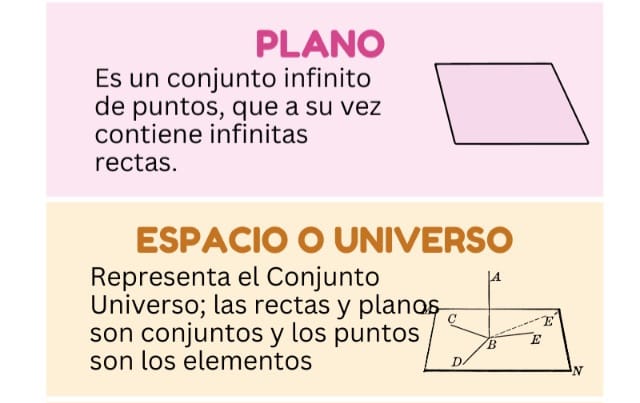 PLANO
Es un conjunto infinito
de puntos, que a su vez
contiene infinitas
rectas.
ESPACIO O UNIVERSO
Representa el Conjunto
Universo; las rectas y planos
son conjuntos y los puntos
son los elementos
A
C
E
E
B
D
N